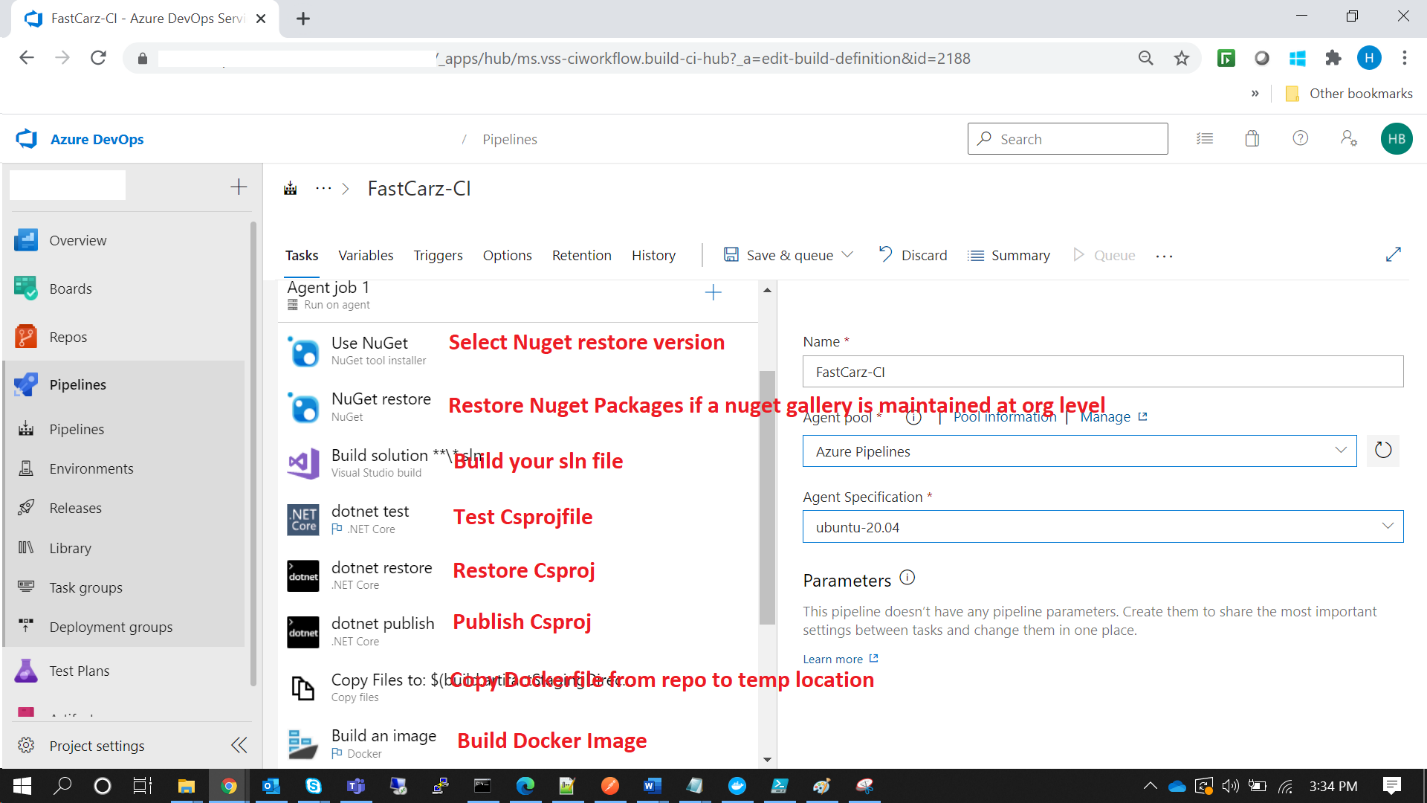 FastCarz-CI - Azure DevOps Servi
/_apps/hub/ms.vss-ciworkflow.build-ci-hub?_a=edit-build-definition&id=2188
H
»
Other bookmarks
Azure DevOps
/ Pipelines
Search
HB
··· > FastCarz-CI
Overview
Boards
Repos
Pipelines
Pipelines
Environments
Releases
Library
Task groups
Deployment groups
Test Plans
Project settings
Tasks Variables Triggers Options Retention History
Save & queue Discard Summary Queue ···
Agent job 1
Run on agent
Use NuGet
NuGet tool installer
Select Nuget restore version
NuGet restore
NuGet
Restore Nuget Packages if a nuget gallery is maintained at org level
Build solution **\*.sln
Visual Studio build
Build your sln file
.NET Core
dotnet test
.NET Core
Test Csprojfile
dotnet
dotnet restore
.NET Core
Restore Csproj
dotnet
dotnet publish
.NET Core
Publish Csproj
Copy Files to: $(build.artifactstagingDirec...
Copy files
Copy Dockerfile from repo to temp location
Build an image
Docker
Build Docker Image
Name *
FastCarz-CI
Agent pool * | Pool information | Manage
Azure Pipelines
Agent Specification *
ubuntu-20.04
Parameters
This pipeline doesn't have any pipeline parameters. Create them to share the most important
settings between tasks and change them in one place.
Learn more
3:34 PM